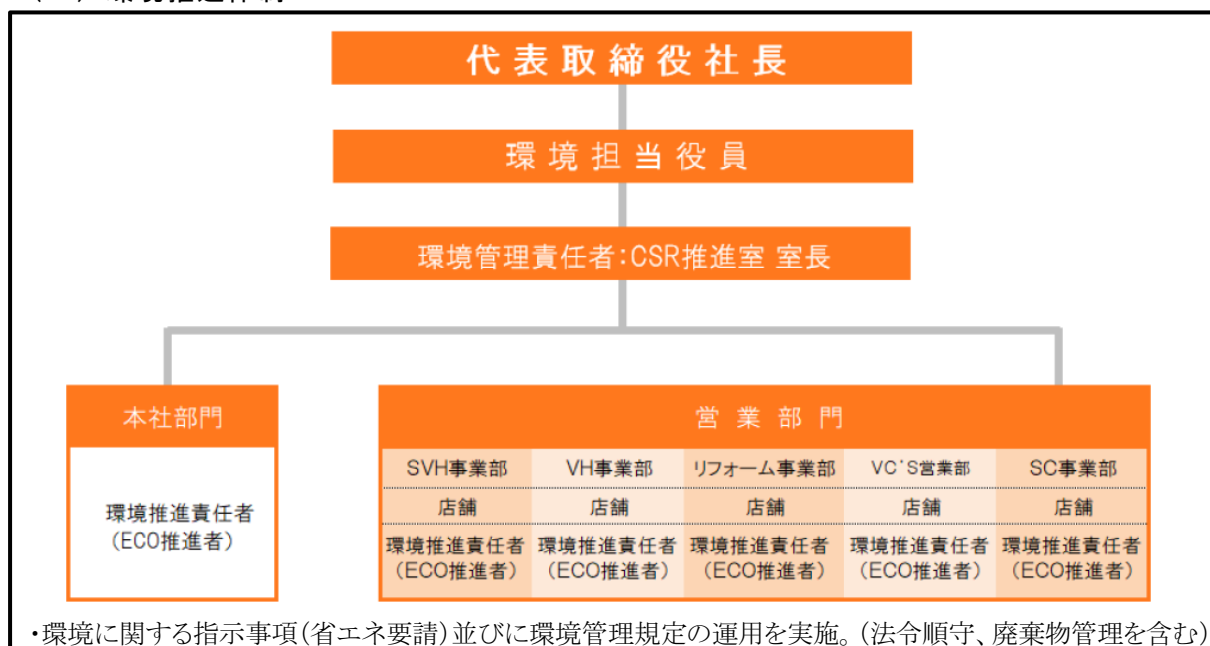 代表取締役社長
環境担当役員
環境管理責任者:CSR推進室 室長
本社部門
環境推進責任者
(ECO推進者)
営業部門
SVH事業部 VH事業部 リフォーム事業部 VC'S営業部 SC事業部
店舗 店舗 店舗 店舗 店舗
環境推進責任者 環境推進責任者 環境推進責任者 環境推進責任者 環境推進責任者
(ECO推進者) (ECO推進者) (ECO推進者) (ECO推進者) (ECO推進者)
・環境に関する指示事項(省エネ要請)並びに環境管理規定の運用を実施。(法令順守、廃棄物管理を含む)